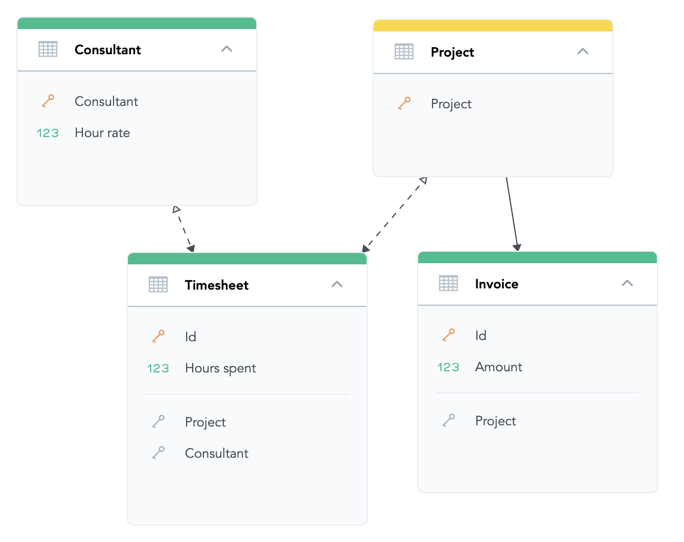 Consultant
Consultant
123 Hour rate
Project
Project
Timesheet
Id
123 Hours spent
Project
Consultant
Invoice
Id
123 Amount
Project